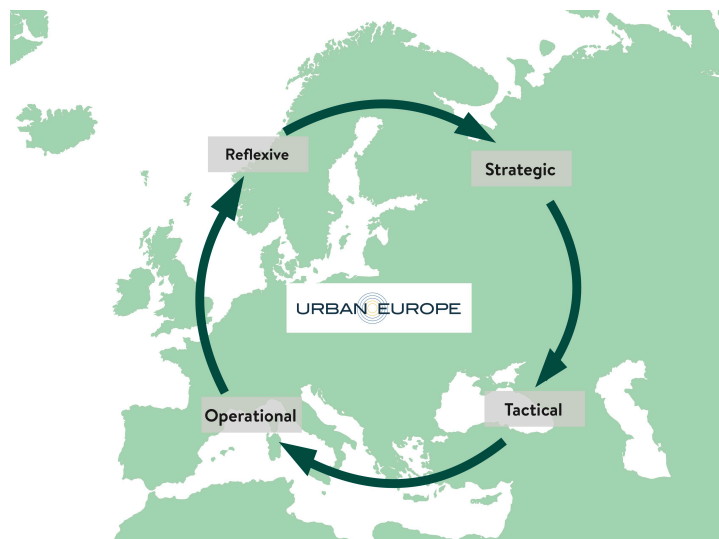 Reflexive
Strategic
URBAN EUROPE
Operational
Tactical